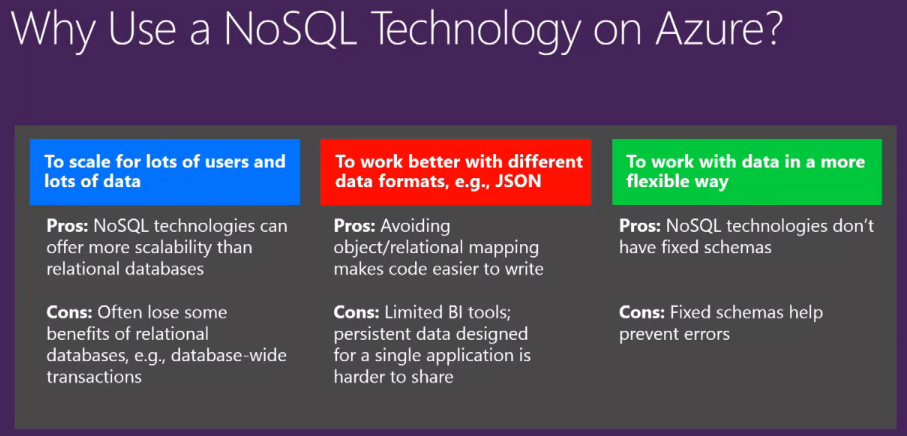 Why Use a NoSQL Technology on Azure?
To scale for lots of users and
lots of data
Pros: NoSQL technologies can
offer more scalability than
relational databases
Cons: Often lose some
benefits of relational
databases, e.g., database-wide
transactions
To work better with different
data formats, e.g., JSON
Pros: Avoiding
object/relational mapping
makes code easier to write
Cons: Limited BI tools;
persistent data designed
for a single application is
harder to share
To work with data in a more
flexible way
Pros: NoSQL technologies don’t
have fixed schemas
Cons: Fixed schemas help
prevent errors